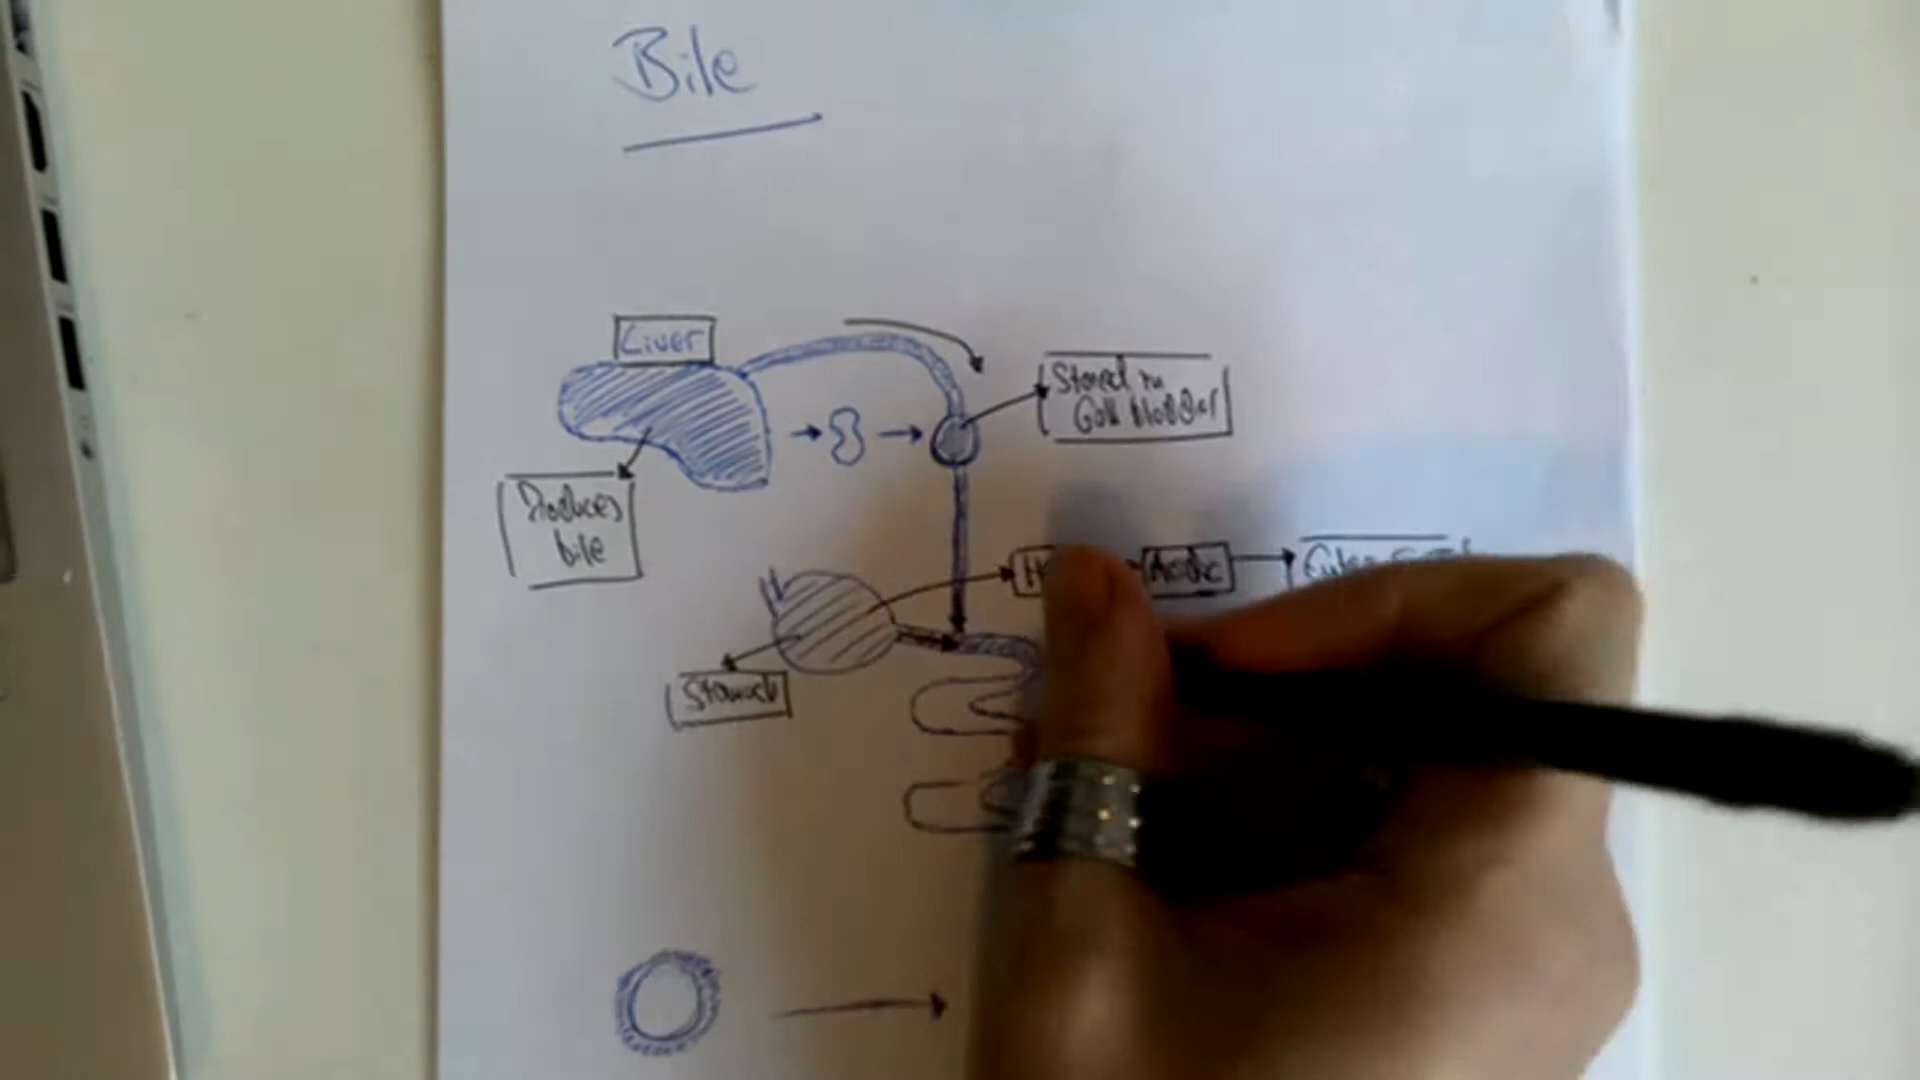 Bile
Liver
Stored in
Gall bladder
Produces
bile
Acidic
Stomach